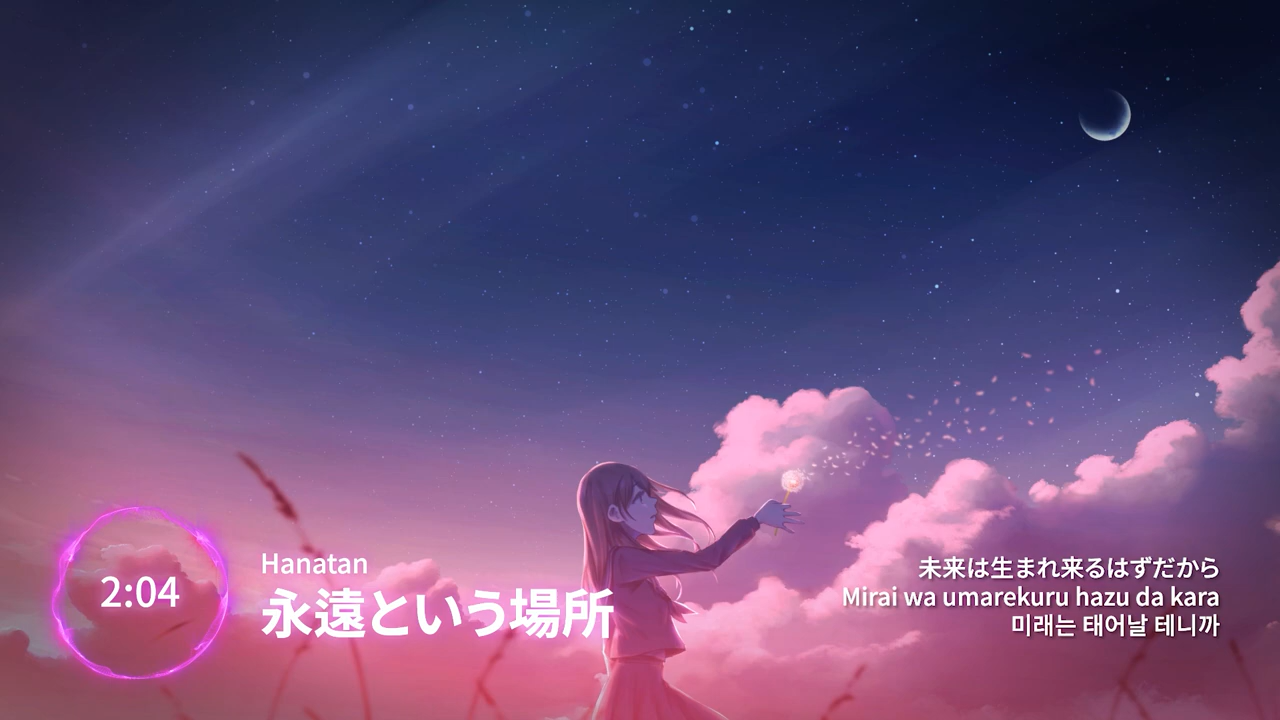 2:04
Hanatan
永遠という場所
未来は生まれ来るはずだから
Mirai wa umarekuru hazu da kara
미래는 태어날 테니까